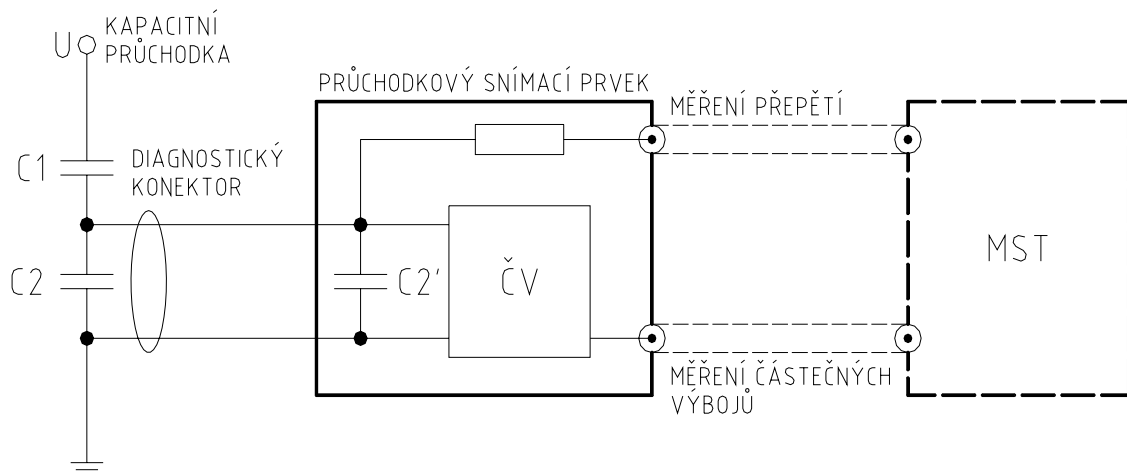 KAPACITNÍ
U PRŮCHODKA
PRŮCHODKOVÝ SNÍMACÍ PRVEK
MĚŘENÍ PŘEPĚTÍ
C1
DIAGNOSTICKÝ
KONEKTOR
C2
C2'
ČV
MST
MĚŘENÍ ČÁSTEČNÝCH
VÝBOJŮ